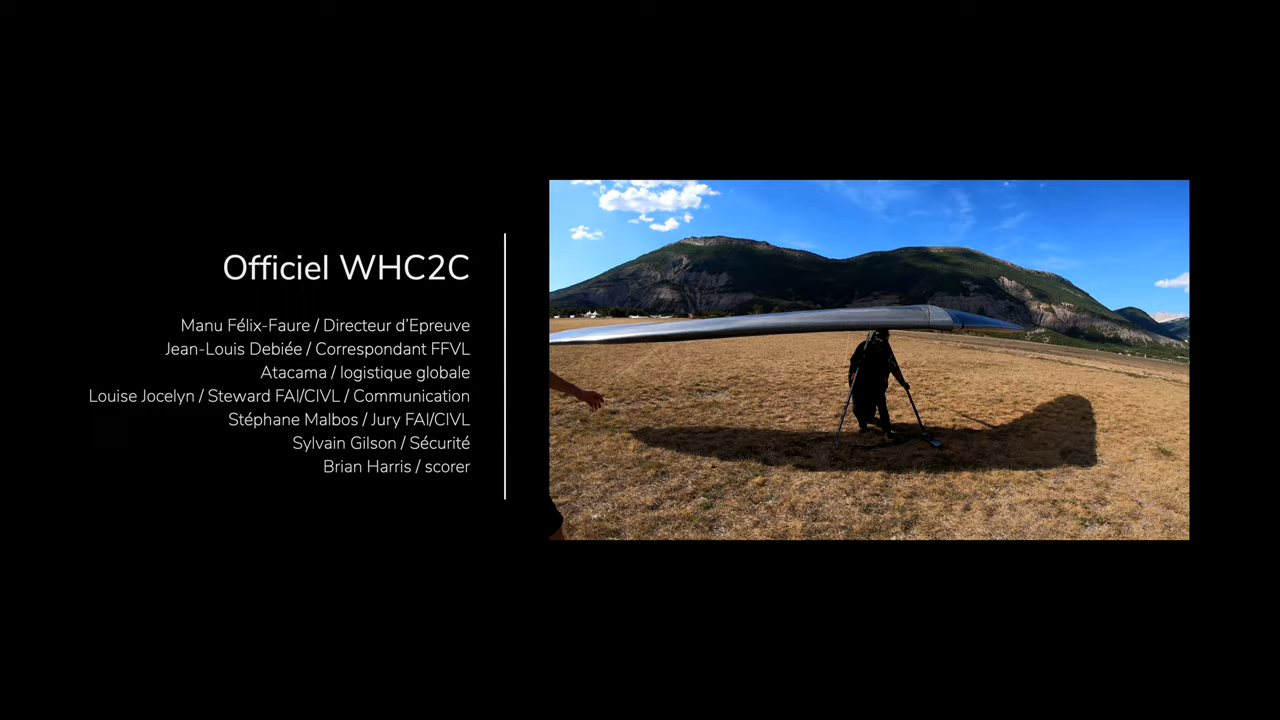 Officiel WHC2C
Manu Félix-Faure / Directeur d'Epreuve
Jean-Louis Debiée / Correspondant FFVL
Atacama / logistique globale
Louise Jocelyn / Steward FAI/CIVL / Communication
Stéphane Malbos / Jury FAI/CIVL
Sylvain Gilson / Sécurité
Brian Harris / scorer